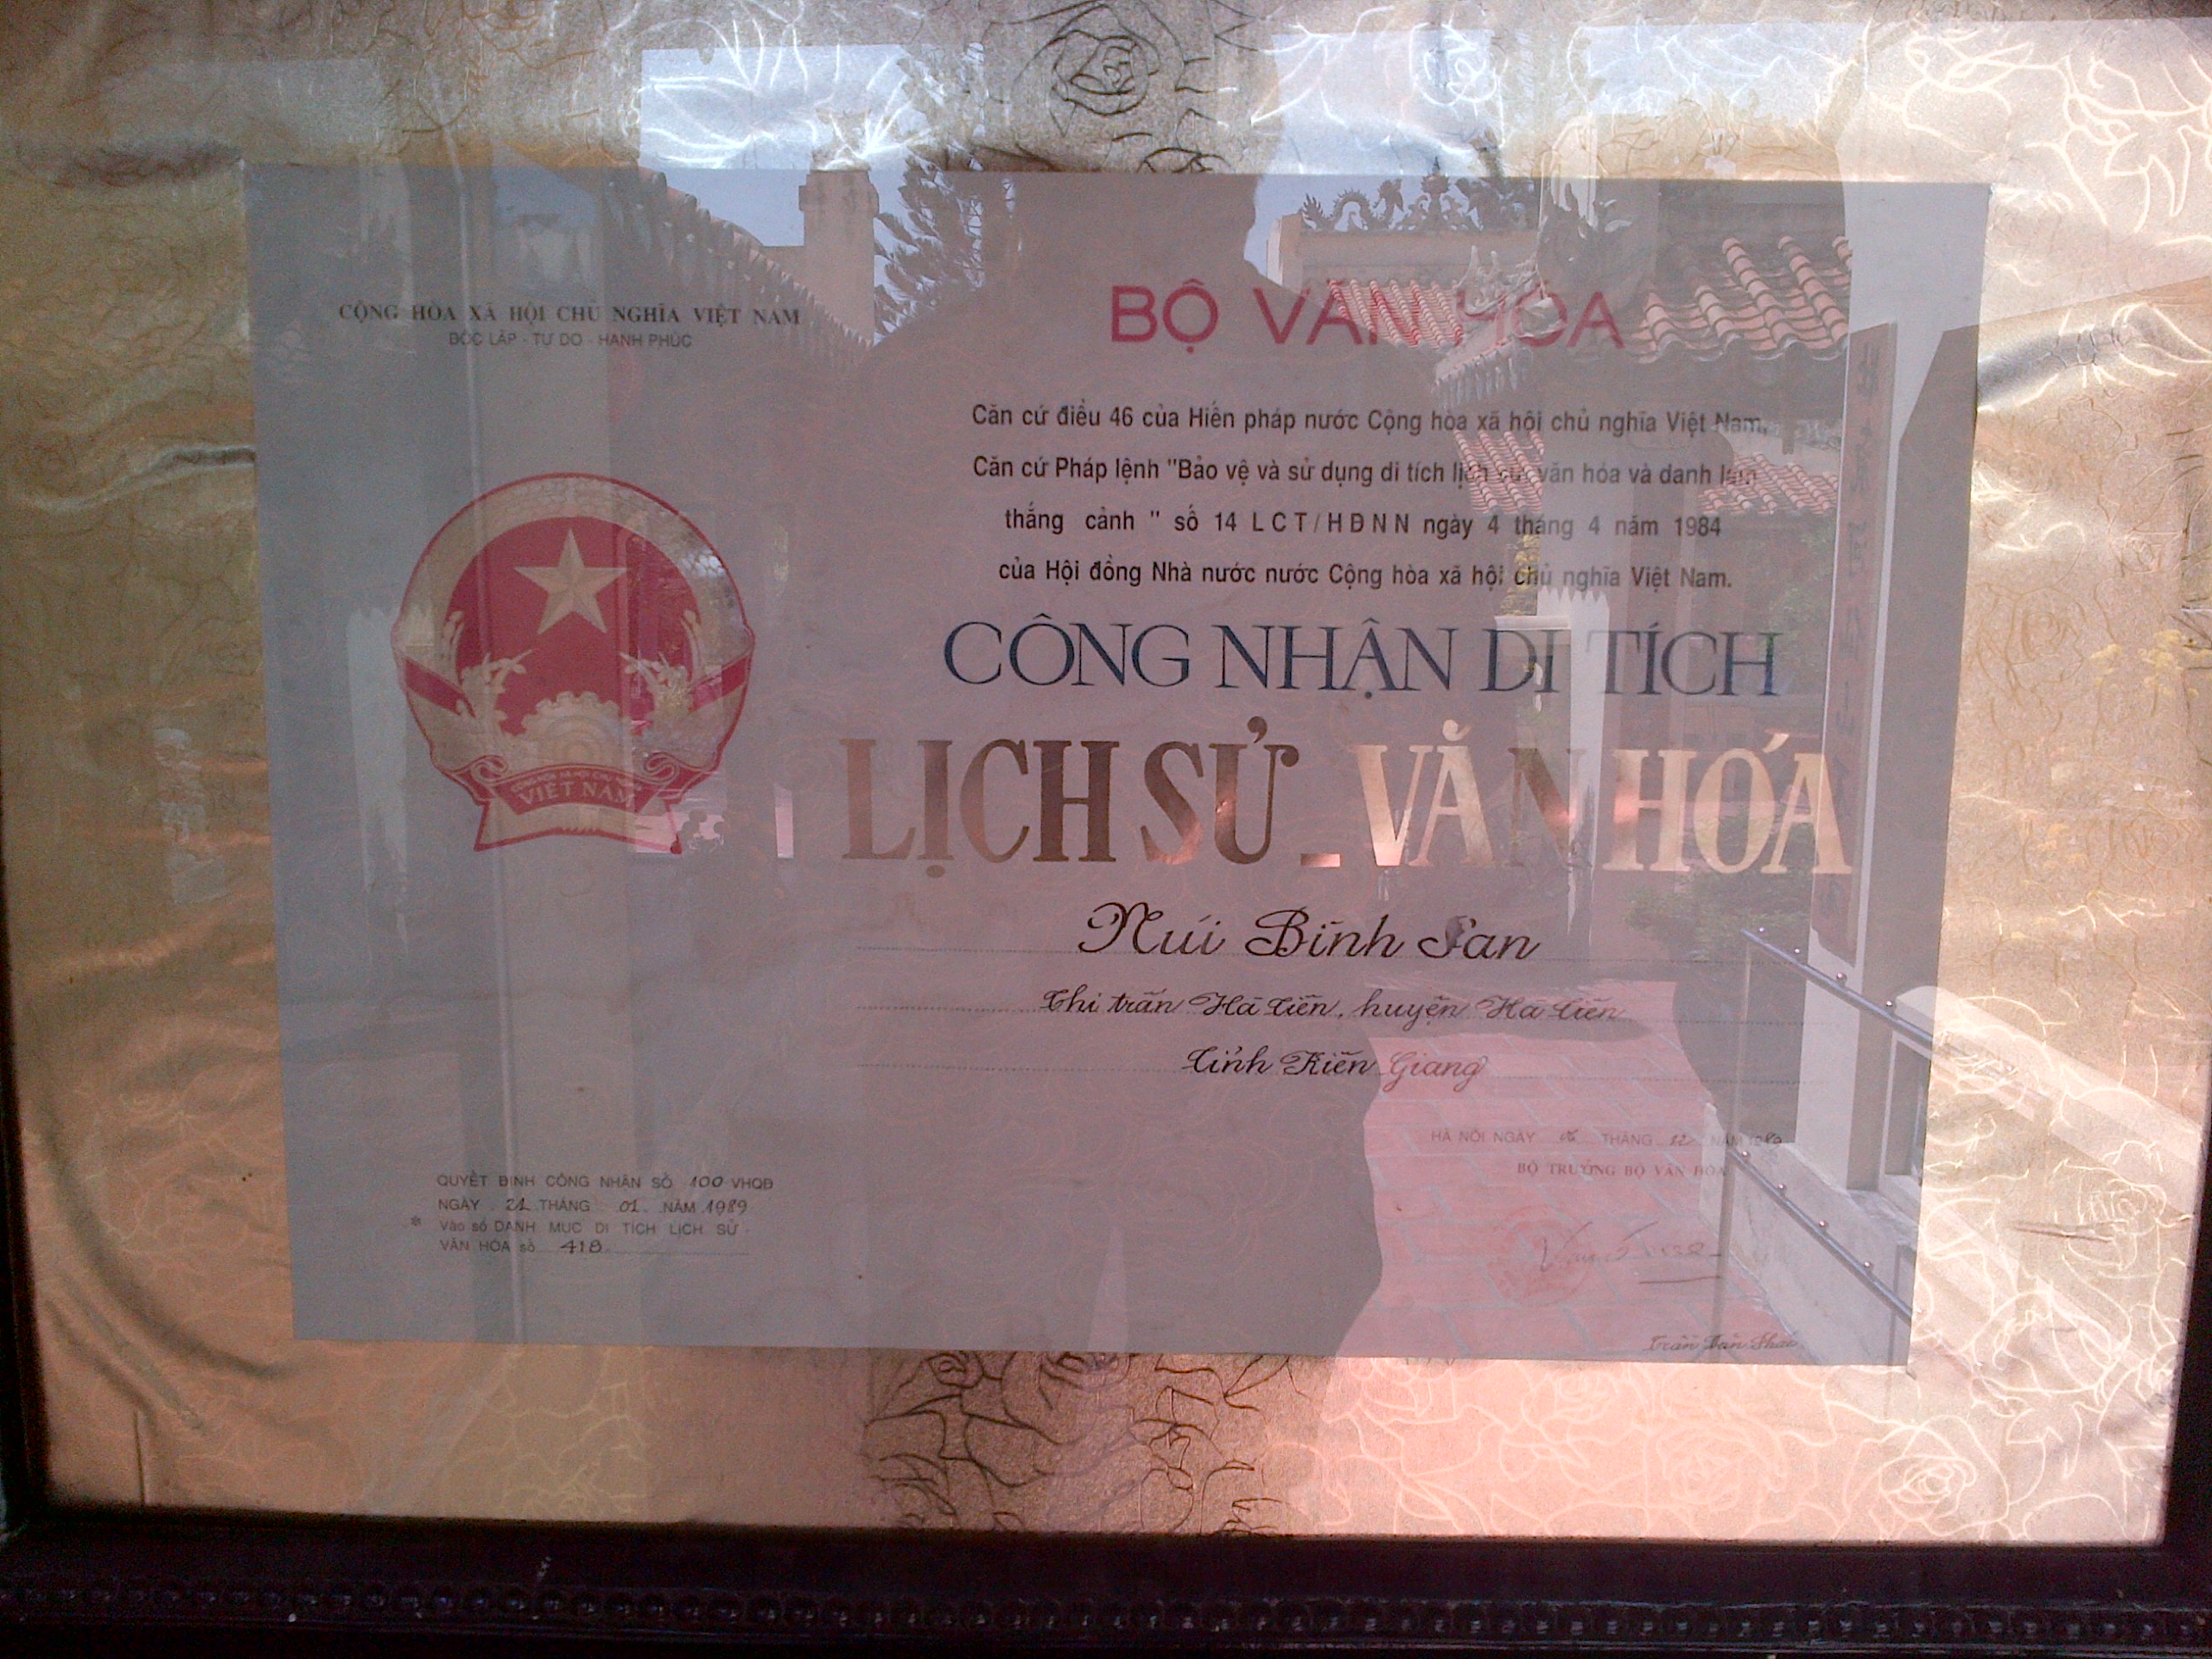 CỘNG HÒA XÃ HỘI CHỦ NGHĨA VIỆT NAM
ĐỘC LẬP - TỰ DO - HẠNH PHÚC
VIỆT NAM
BỘ VĂN HÓA
Căn cứ điều 46 của Hiến pháp nước Cộng hòa xã hội chủ nghĩa Việt Nam,
Căn cứ Pháp lệnh "Bảo vệ và sử dụng di tích lịch sử, văn hóa và danh lam
thắng cảnh" số 14 LCT/HĐNN ngày 4 tháng 4 năm 1984
của Hội đồng Nhà nước nước Cộng hòa xã hội chủ nghĩa Việt Nam.
CÔNG NHẬN DI TÍCH
LỊCH SỬ _ VĂN HÓA
Núi Bình San
Thị trấn Hà Tiên, huyện Hà Tiên
Tỉnh Kiên Giang
QUYẾT ĐỊNH CÔNG NHẬN SỐ 100 VHQĐ
NGÀY 21 THÁNG 01 NĂM 1989
* Vào sổ DANH MỤC DI TÍCH LỊCH SỬ -
VĂN HÓA số 418
HÀ NỘI NGÀY THÁNG 12 NĂM 1989
BỘ TRƯỞNG BỘ VĂN HÓA
Trần Văn